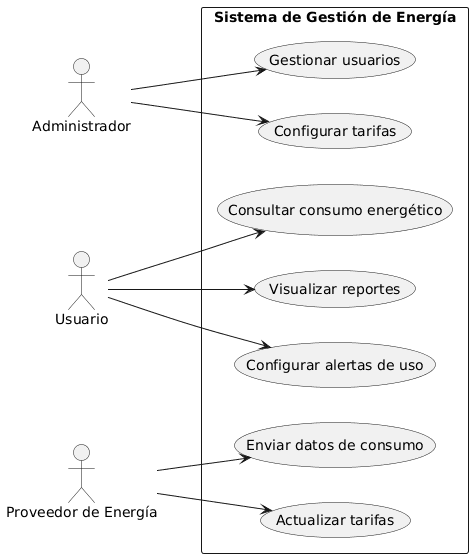 Sistema de Gestión de Energía
Gestionar usuarios
Administrador
Configurar tarifas
Consultar consumo energético
Visualizar reportes
Usuario
Configurar alertas de uso
Enviar datos de consumo
Proveedor de Energía
Actualizar tarifas